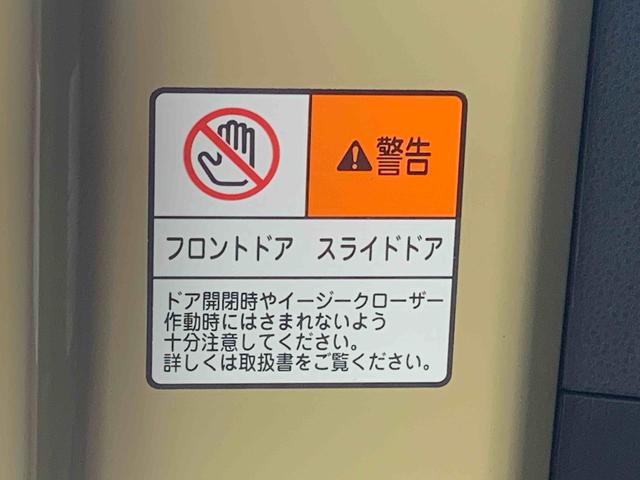 警告
フロントドア　スライドドア
ドア開閉時やイージークローザー
作動時にはさまれないよう
十分注意してください。
詳しくは取扱書をご覧ください。